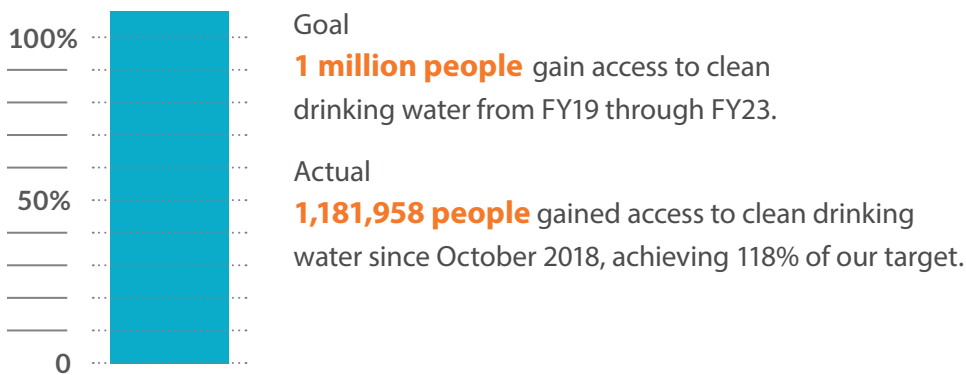 100%
50%
0
Goal
1 million people gain access to clean
drinking water from FY19 through FY23.
Actual
1,181,958 people gained access to clean drinking
water since October 2018, achieving 118% of our target.